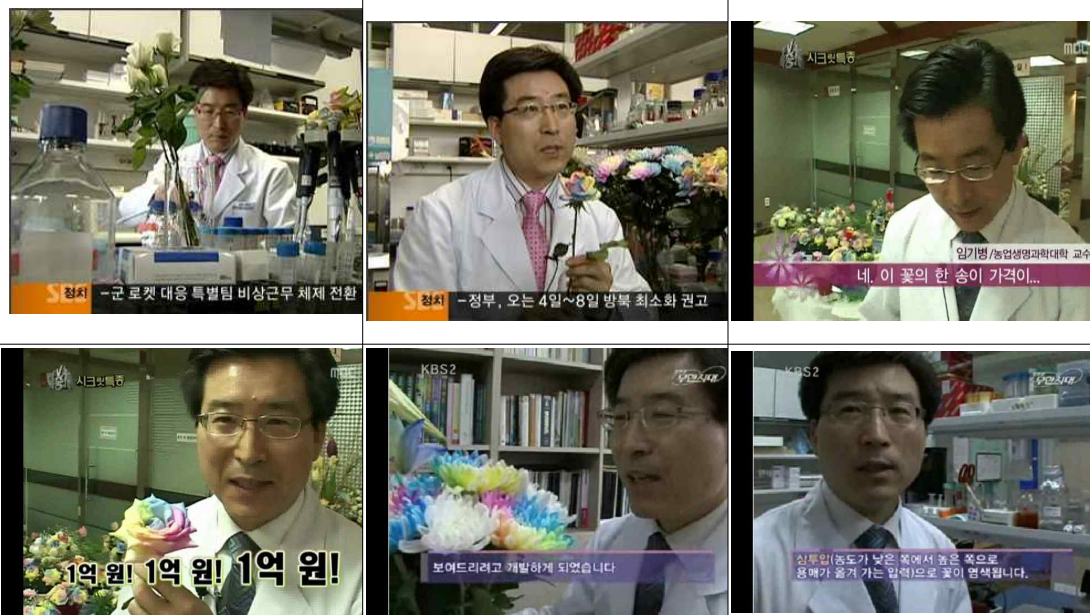 정치 -군 로켓 대응 특별팀 비상근무 체제 전환
SBS 정치 -정부, 오는 4일~8일 방북 최소화 권고
시크릿특종
mbc
임기병/농업생명과학대학 교수
네. 이 꽃의 한 송이 가격이...
시크릿특종
mbc
1억 원! 1억 원! 1억 원!
KBS2
무한지대
보여드리려고 개발하게 되었습니다
KBS2
무한지대
삼투압(농도가 낮은 쪽에서 높은 쪽으로
용매가 옮겨 가는 압력)으로 꽃이 염색됩니다.